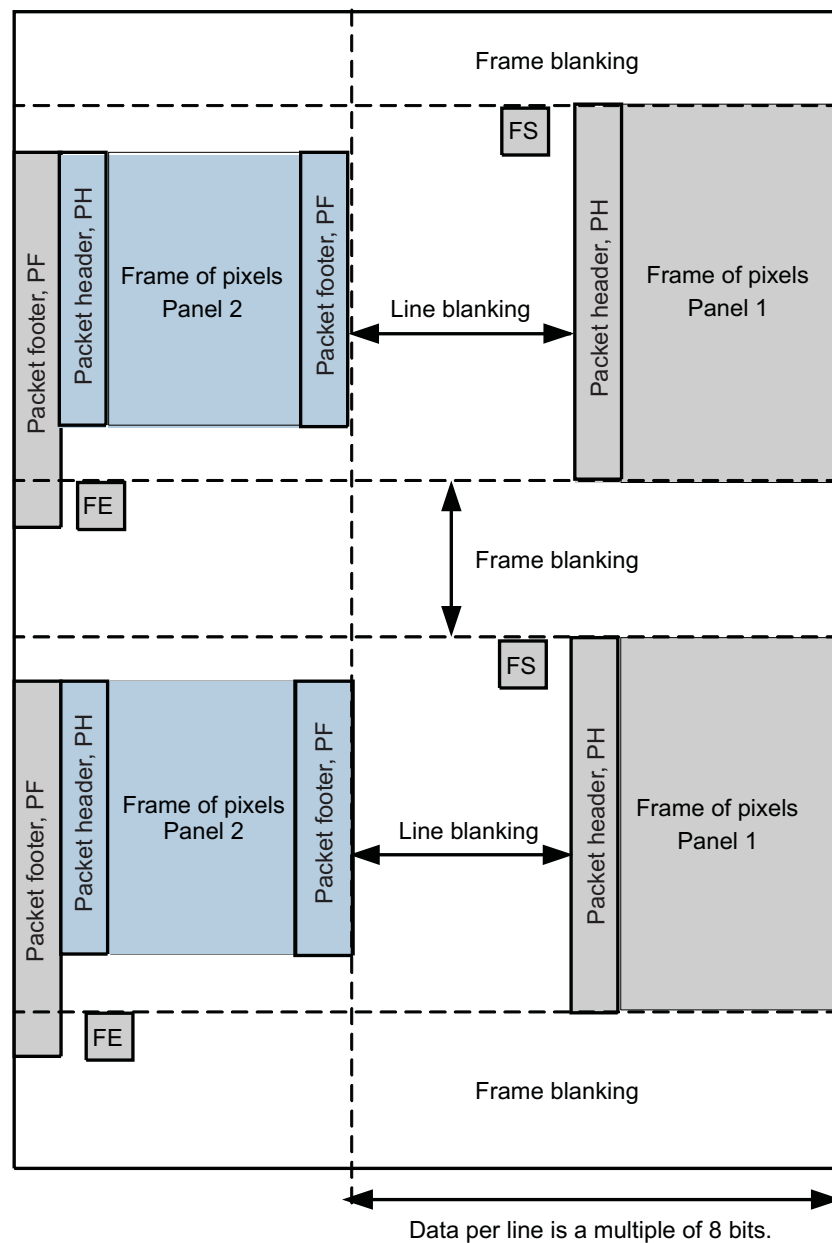 Frame blanking
FS
Packet footer, PF
Packet header, PH
Frame of pixels
Panel 2
Packet footer, PF
Line blanking
Packet header, PH
Frame of pixels
Panel 1
FE
Frame blanking
FS
Packet footer, PF
Packet header, PH
Frame of pixels
Panel 2
Packet footer, PF
Line blanking
Packet header, PH
Frame of pixels
Panel 1
FE
Frame blanking
Data per line is a multiple of 8 bits.